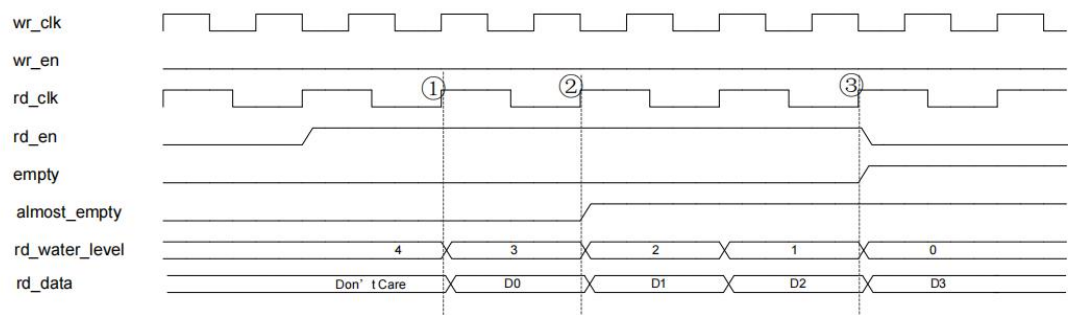 wr_clk
wr_en
① ② ③
rd_clk
rd_en
empty
almost_empty
rd_water_level 4 3 2 1 0
rd_data Don’t Care D0 D1 D2 D3